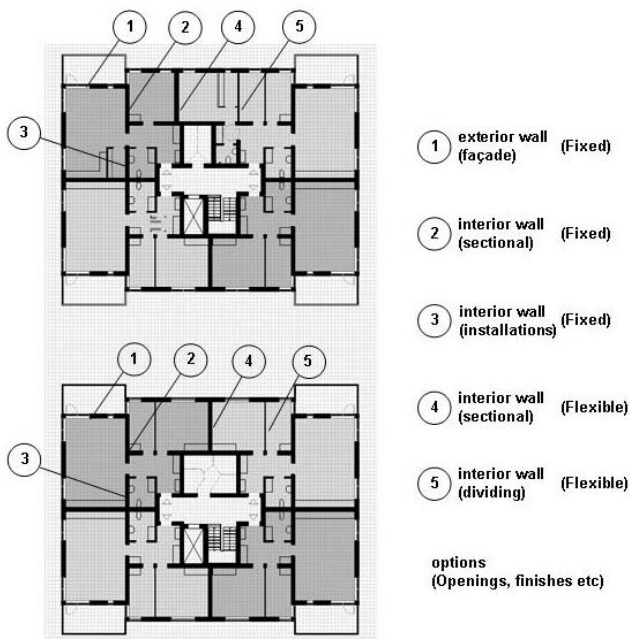 1 2 4 5
3
1 exterior wall (Fixed)
(façade)
2 interior wall (Fixed)
(sectional)
3 interior wall (Fixed)
(installations)
1 2 4 5
3
4 interior wall (Flexible)
(sectional)
5 interior wall (Flexible)
(dividing)
options
(Openings, finishes etc)